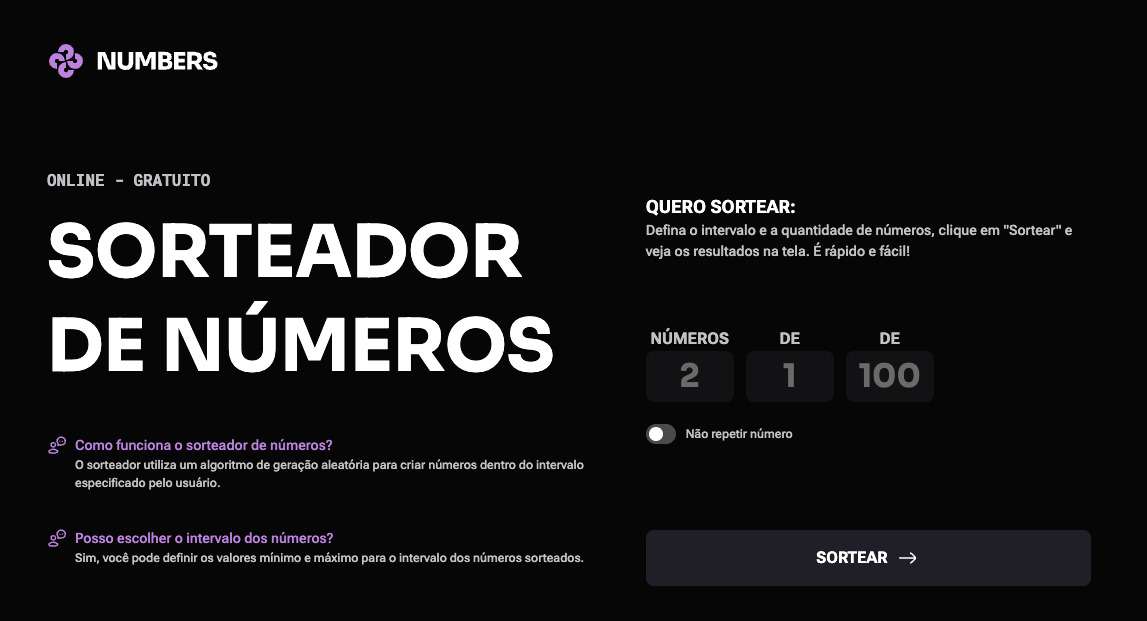 NUMBERS
ONLINE - GRATUITO
SORTEADOR
DE NÚMEROS
Como funciona o sorteador de números?
O sorteador utiliza um algoritmo de geração aleatória para criar números dentro do intervalo
especificado pelo usuário.
Posso escolher o intervalo dos números?
Sim, você pode definir os valores mínimo e máximo para o intervalo dos números sorteados.
QUERO SORTEAR:
Defina o intervalo e a quantidade de números, clique em "Sortear" e
veja os resultados na tela. É rápido e fácil!
NÚMEROS DE DE
2 1 100
Não repetir número
SORTEAR →